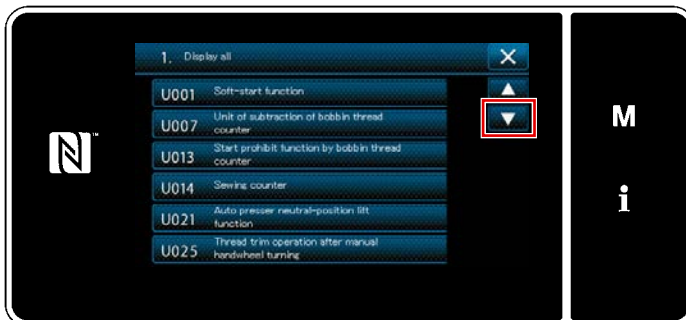 1. Display all
U001 Soft-start function
U007 Unit of subtraction of bobbin thread
counter
U013 Start prohibit function by bobbin thread
counter
U014 Sewing counter
U021 Auto presser neutral-position lift
function
U025 Thread trim operation after manual
handwheel turning
M
i